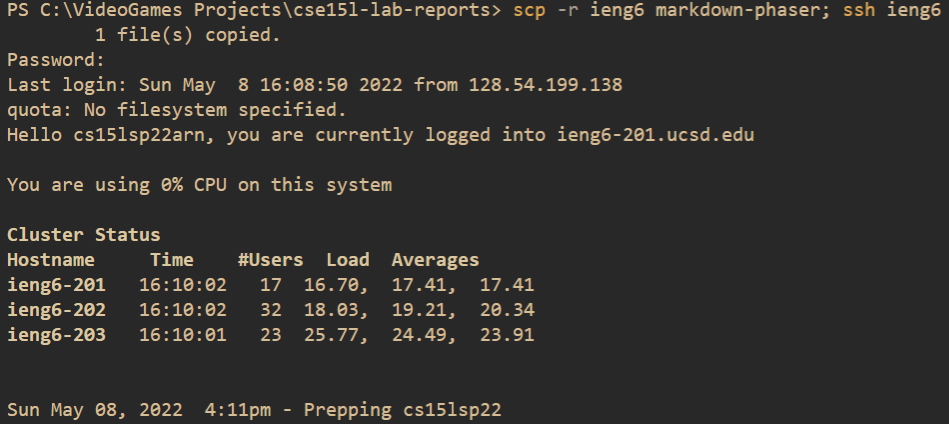 PS C:\VideoGames Projects\cse15l-lab-reports> scp -r ieng6 markdown-phaser; ssh ieng6
1 file(s) copied.
Password:
Last login: Sun May  8 16:08:50 2022 from 128.54.199.138
quota: No filesystem specified.
Hello cs15lsp22arn, you are currently logged into ieng6-201.ucsd.edu
You are using 0% CPU on this system
Cluster Status
Hostname     Time    #Users  Load  Averages
ieng6-201   16:10:02   17  16.70,  17.41,  17.41
ieng6-202   16:10:02   32  18.03,  19.21,  20.34
ieng6-203   16:10:01   23  25.77,  24.49,  23.91
Sun May 08, 2022  4:11pm - Prepping cs15lsp22